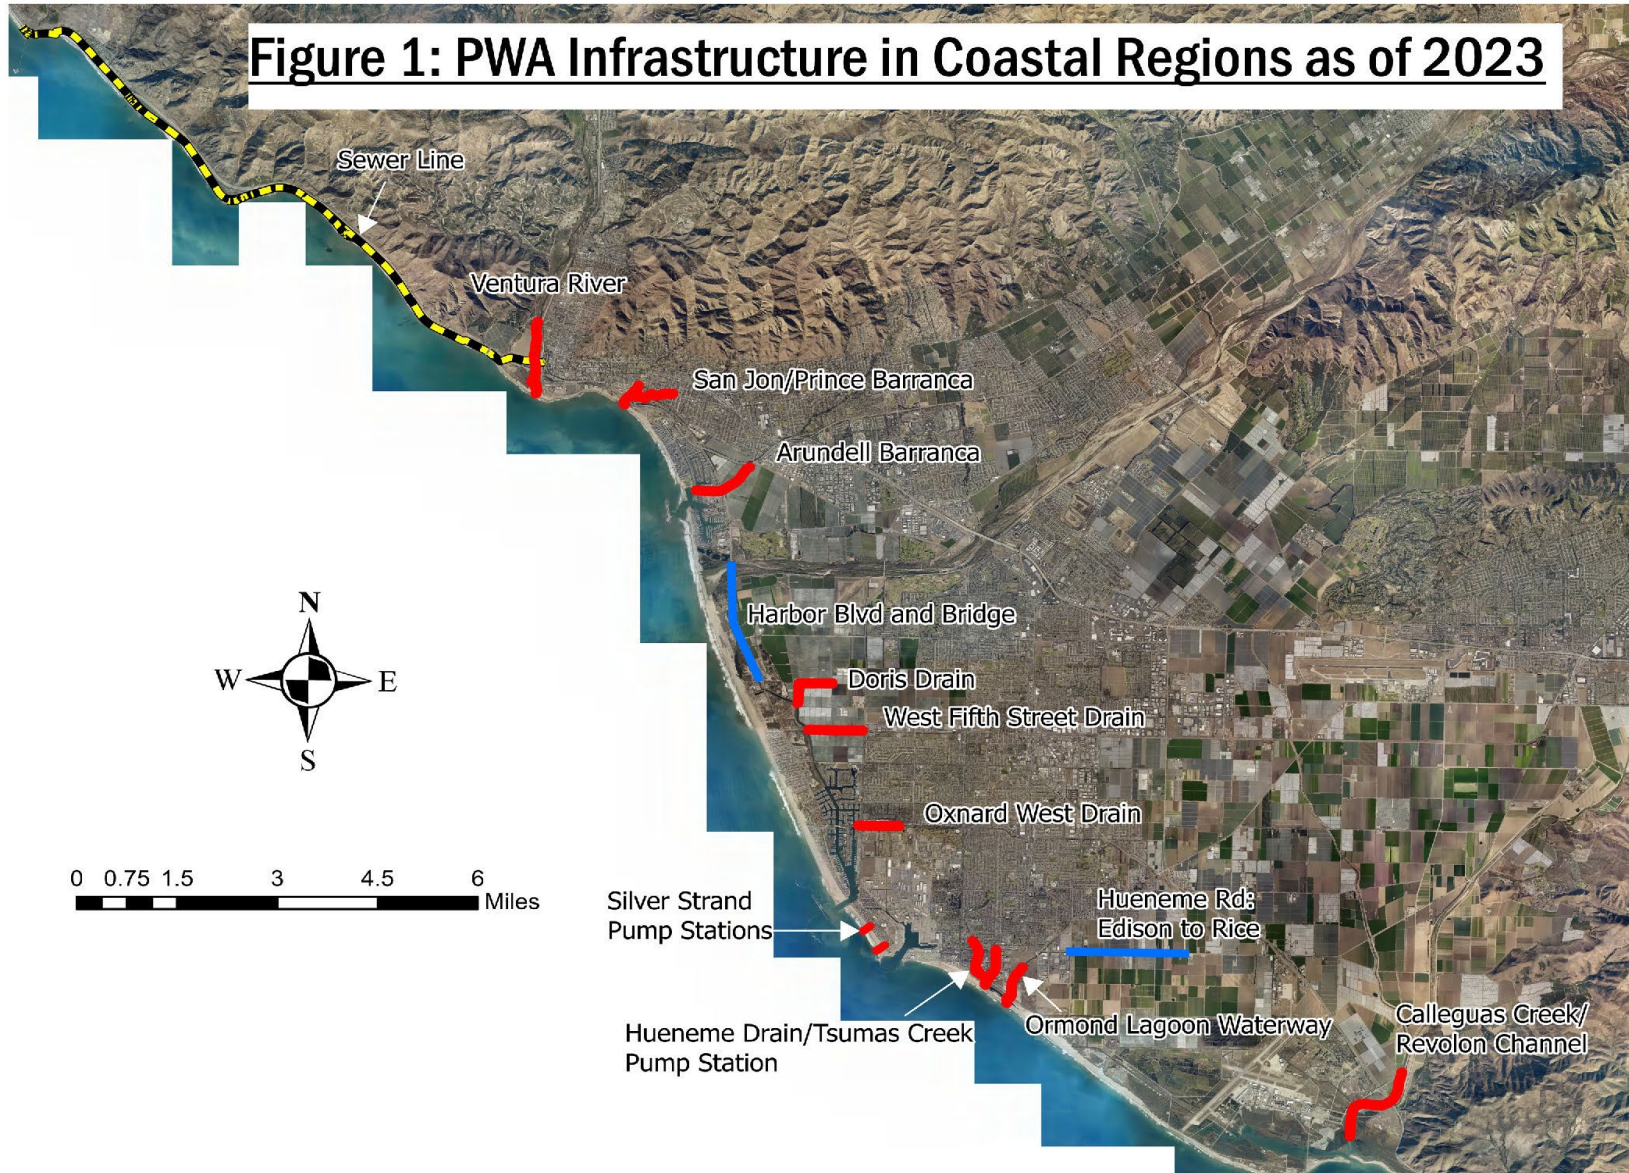 Figure 1: PWA Infrastructure in Coastal Regions as of 2023
Sewer Line
Ventura River
San Jon/Prince Barranca
Arundell Barranca
Harbor Blvd and Bridge
Doris Drain
West Fifth Street Drain
Oxnard West Drain
N
W
E
S
0 0.75 1.5 3 4.5 6
Miles
Silver Strand
Pump Stations
Hueneme Rd:
Edison to Rice
Hueneme Drain/Tsumas Creek
Pump Station
Ormond Lagoon Waterway
Calleguas Creek/
Revolon Channel